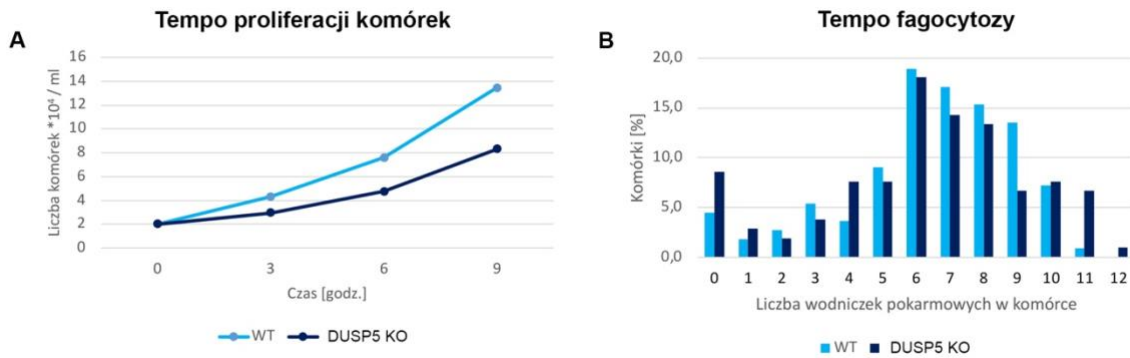 Tempo proliferacji komórek
A
Liczba komórek *10⁴ / ml
16
14
12
10
8
6
4
2
0
0 3 6 9
Czas [godz.]
WT DUSP5 KO
Tempo fagocytozy
B
Komórki [%]
20,0
15,0
10,0
5,0
0,0
0 1 2 3 4 5 6 7 8 9 10 11 12
Liczba wodniczek pokarmowych w komórce
WT DUSP5 KO